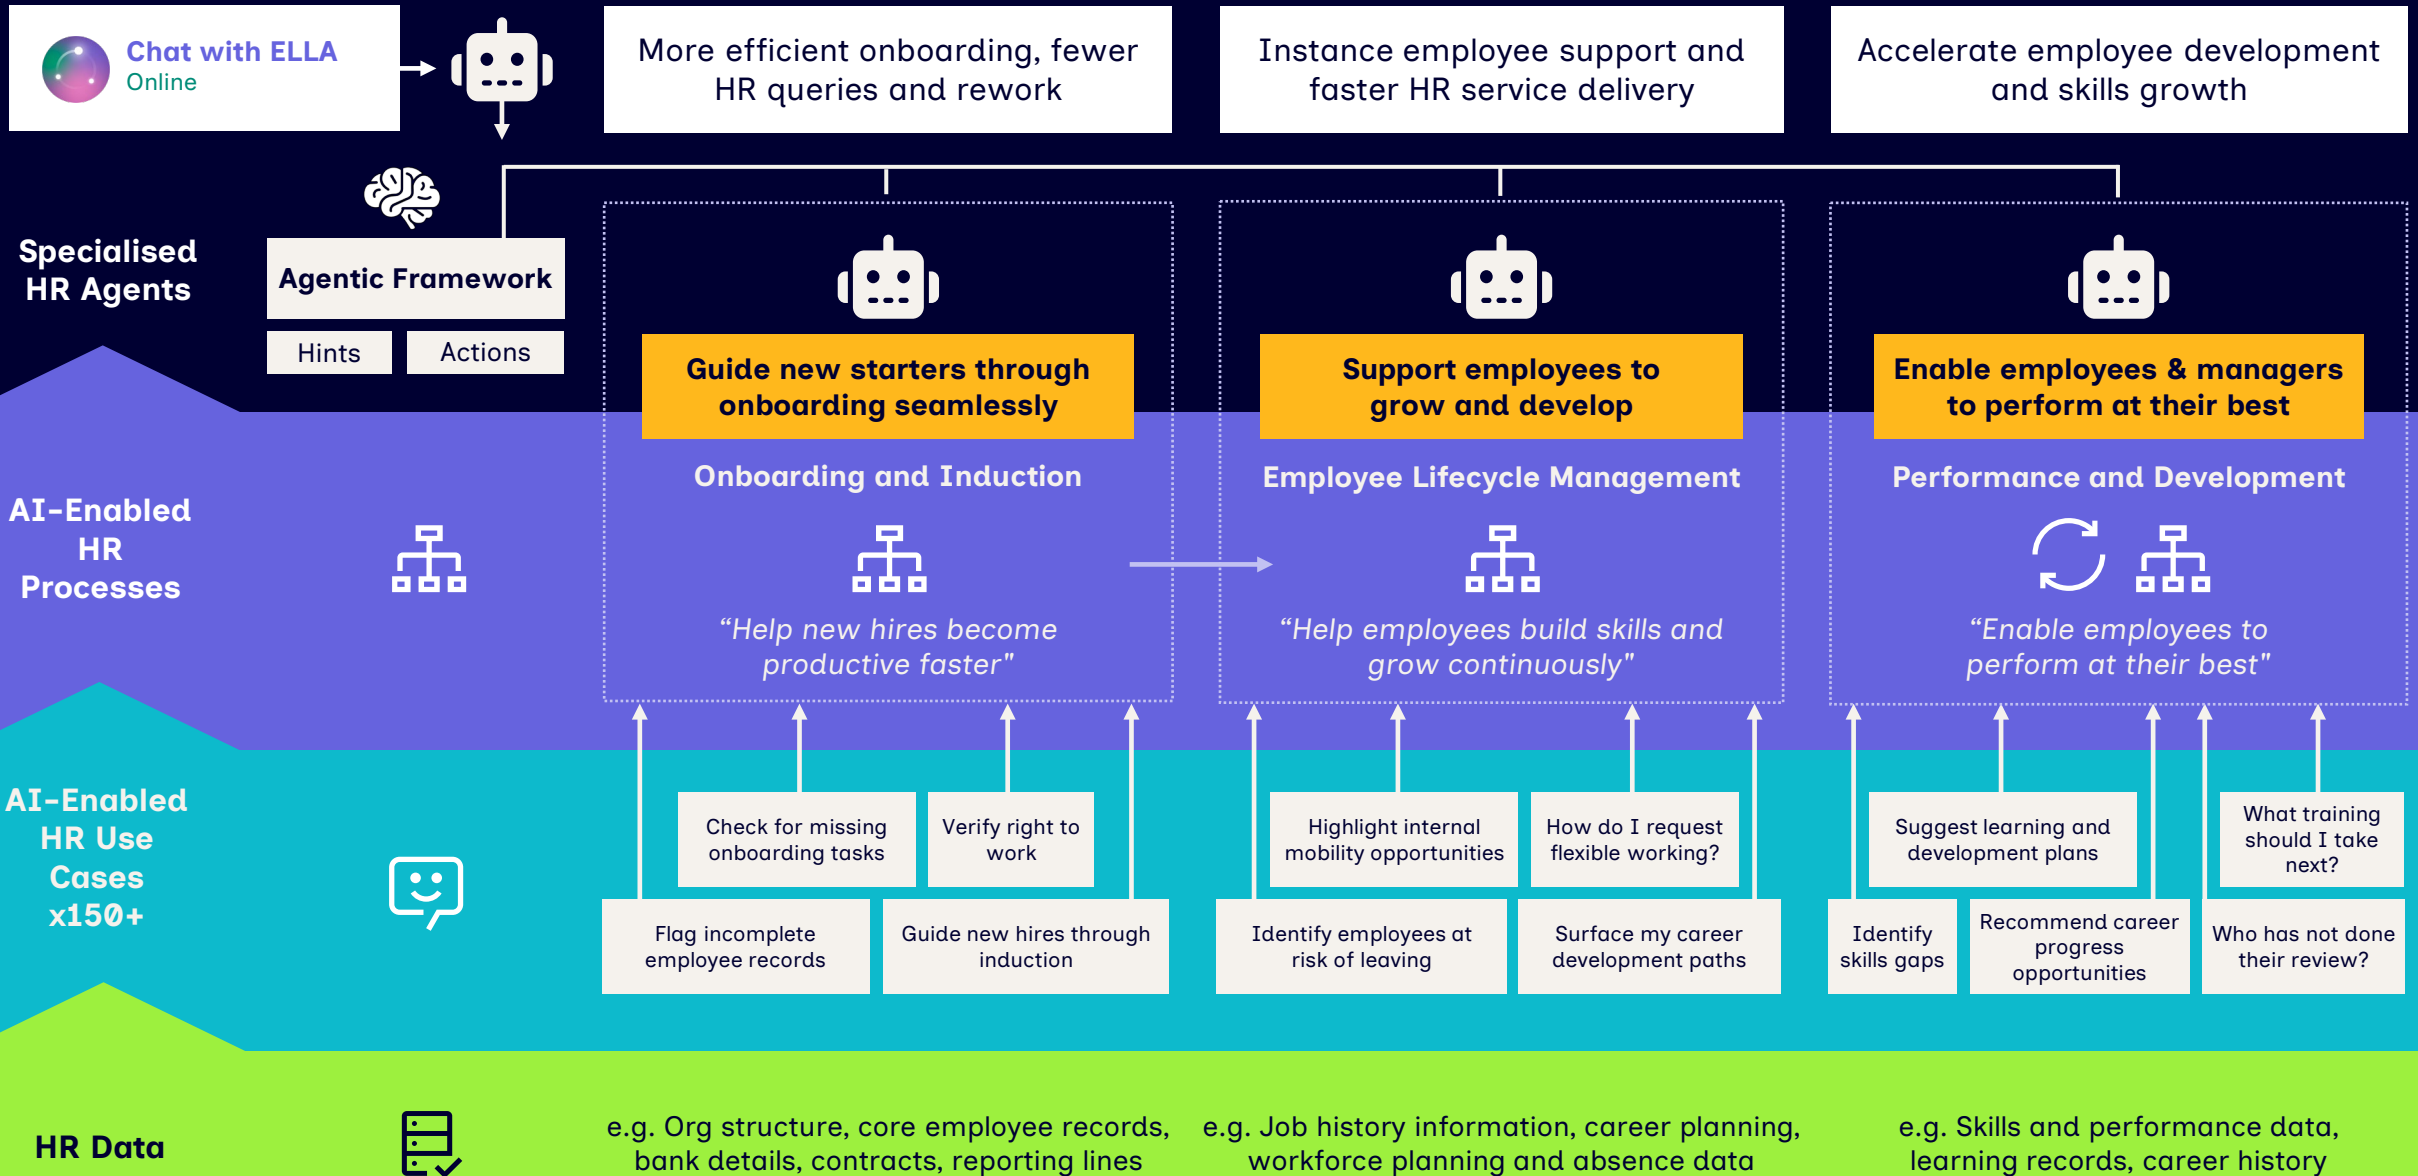 Chat with ELLA
Online
More efficient onboarding, fewer
HR queries and rework
Instance employee support and
faster HR service delivery
Accelerate employee development
and skills growth
Specialised
HR Agents
Agentic Framework
Hints
Actions
Guide new starters through
onboarding seamlessly
Support employees to
grow and develop
Enable employees & managers
to perform at their best
AI-Enabled
HR
Processes
Onboarding and Induction
Employee Lifecycle Management
Performance and Development
“Help new hires become
productive faster"
“Help employees build skills and
grow continuously"
“Enable employees to
perform at their best"
AI-Enabled
HR Use
Cases
x150+
Check for missing
onboarding tasks
Verify right to
work
Flag incomplete
employee records
Guide new hires through
induction
Highlight internal
mobility opportunities
How do I request
flexible working?
Identify employees at
risk of leaving
Surface my career
development paths
Suggest learning and
development plans
What training
should I take
next?
Identify
skills gaps
Recommend career
progress
opportunities
Who has not done
their review?
HR Data
e.g. Org structure, core employee records,
bank details, contracts, reporting lines
e.g. Job history information, career planning,
workforce planning and absence data
e.g. Skills and performance data,
learning records, career history